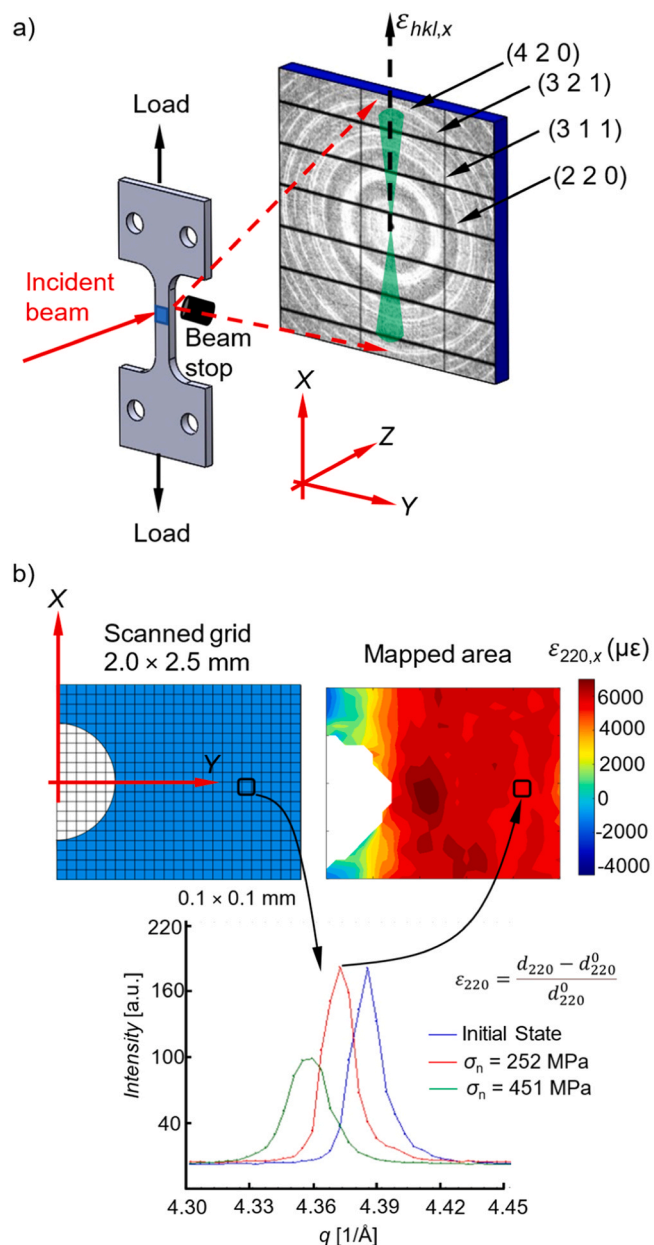 a)
ε_hkl,x
(4 2 0)
(3 2 1)
(3 1 1)
(2 2 0)
Load
Incident
beam
Beam
stop
X
Z
Y
Load
b)
X
Scanned grid
2.0 × 2.5 mm
Mapped area
ε_220,x (με)
Y
6000
4000
2000
0
-2000
-4000
0.1 × 0.1 mm
220
160
100
40
Intensity [a.u.]
ε_220 = (d_220 − d^0_220) / d^0_220
Initial State
σ_n = 252 MPa
σ_n = 451 MPa
4.30 4.33 4.36 4.39 4.42 4.45
q [1/Å]